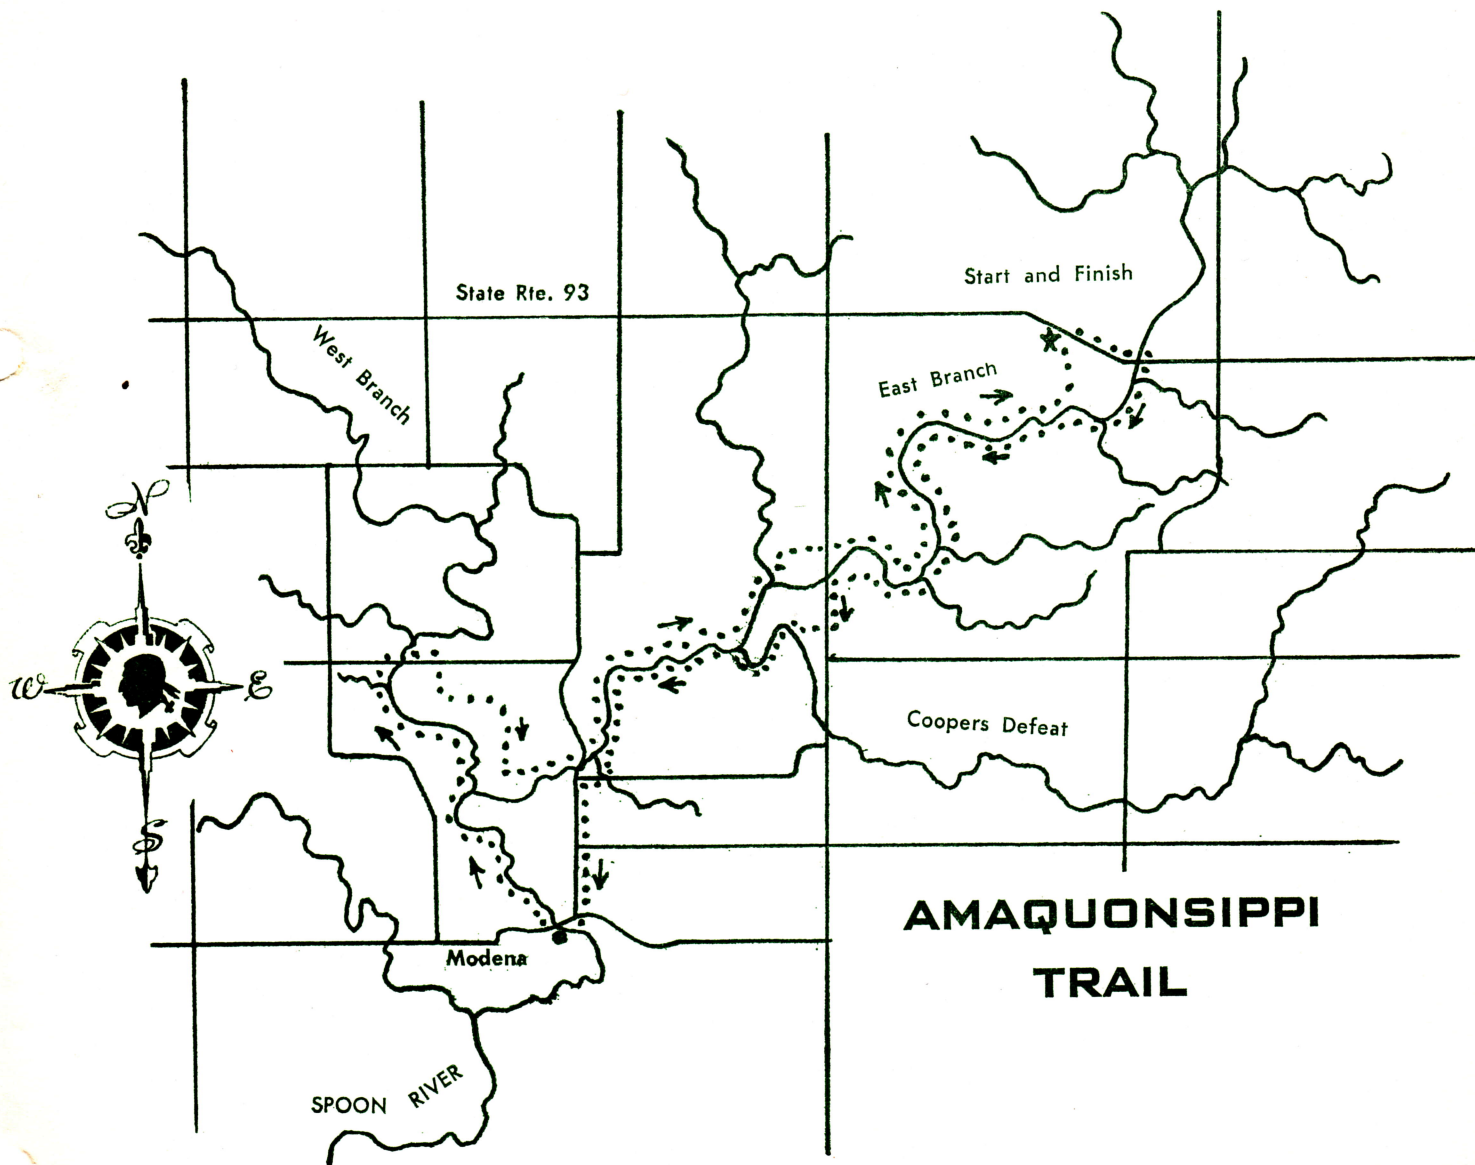 State Rte. 93
Start and Finish
West Branch
East Branch
N
W
E
S
Coopers Defeat
AMAQUONSIPPI
TRAIL
Modena
SPOON RIVER